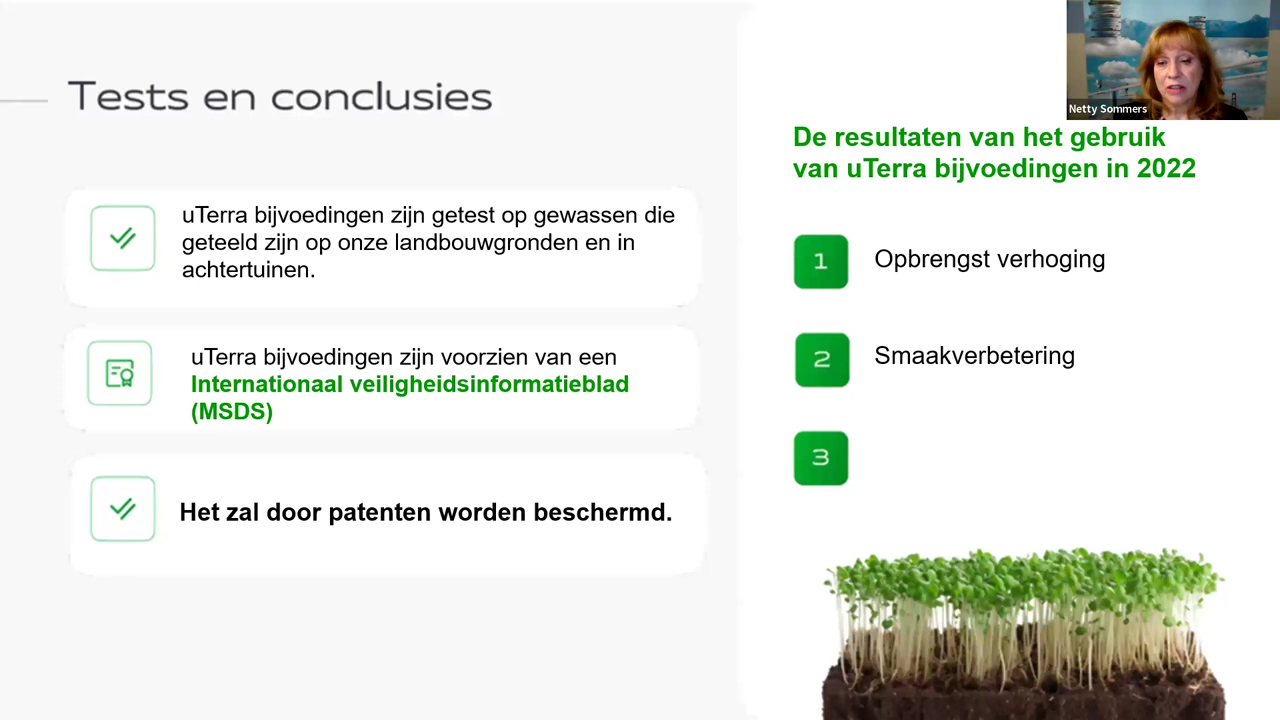 Tests en conclusies
uTerra bijvoedingen zijn getest op gewassen die
geteeld zijn op onze landbouwgronden en in
achtertuinen.
uTerra bijvoedingen zijn voorzien van een
Internationaal veiligheidsinformatieblad
(MSDS)
Het zal door patenten worden beschermd.
Netty Sommers
De resultaten van het gebruik
van uTerra bijvoedingen in 2022
1 Opbrengst verhoging
2 Smaakverbetering
3